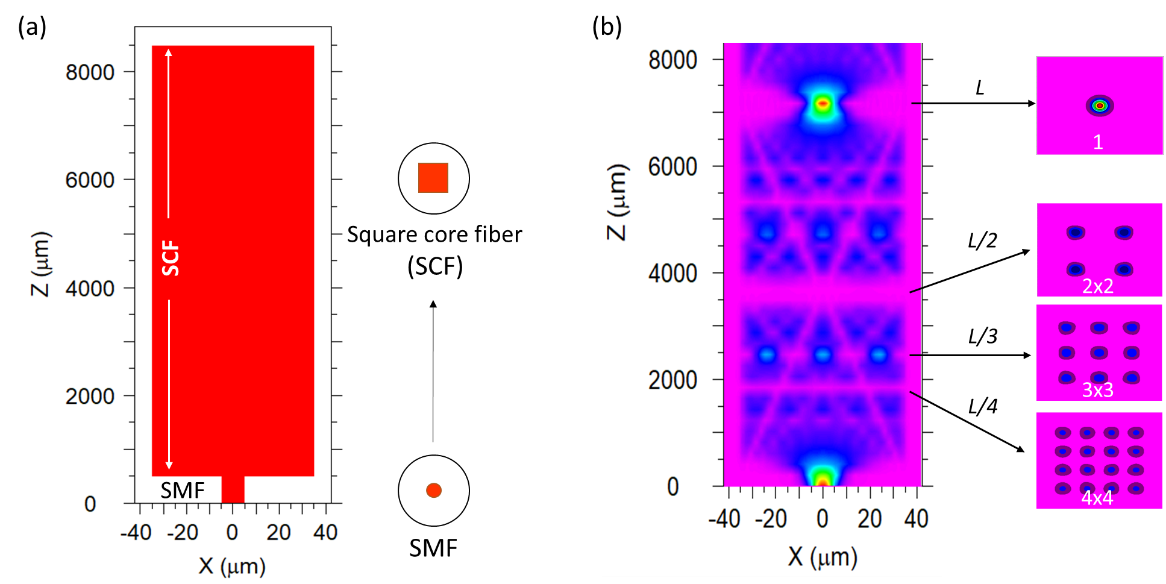 (a)
8000
6000
4000
2000
0
Z (μm)
SCF
SMF
-40 -20 0 20 40
X (μm)
Square core fiber
(SCF)
SMF
(b)
8000
6000
4000
2000
0
Z (μm)
-40 -20 0 20 40
X (μm)
L
1
L/2
2x2
L/3
3x3
L/4
4x4